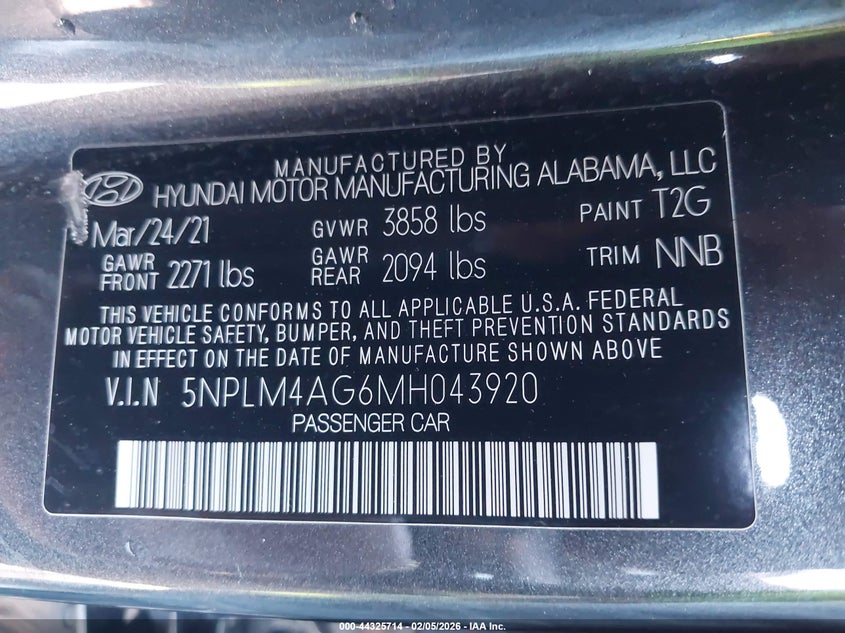 MANUFACTURED BY
HYUNDAI MOTOR MANUFACTURING ALABAMA, LLC
Mar/24/21 GVWR 3858 lbs PAINT T2G
GAWR FRONT 2271 lbs GAWR REAR 2094 lbs TRIM NNB
THIS VEHICLE CONFORMS TO ALL APPLICABLE U.S.A. FEDERAL
MOTOR VEHICLE SAFETY, BUMPER, AND THEFT PREVENTION STANDARDS
IN EFFECT ON THE DATE OF MANUFACTURE SHOWN ABOVE
V.I.N 5NPLM4AG6MH043920
PASSENGER CAR
000-44325714 - 02/05/2026 - IAA Inc.